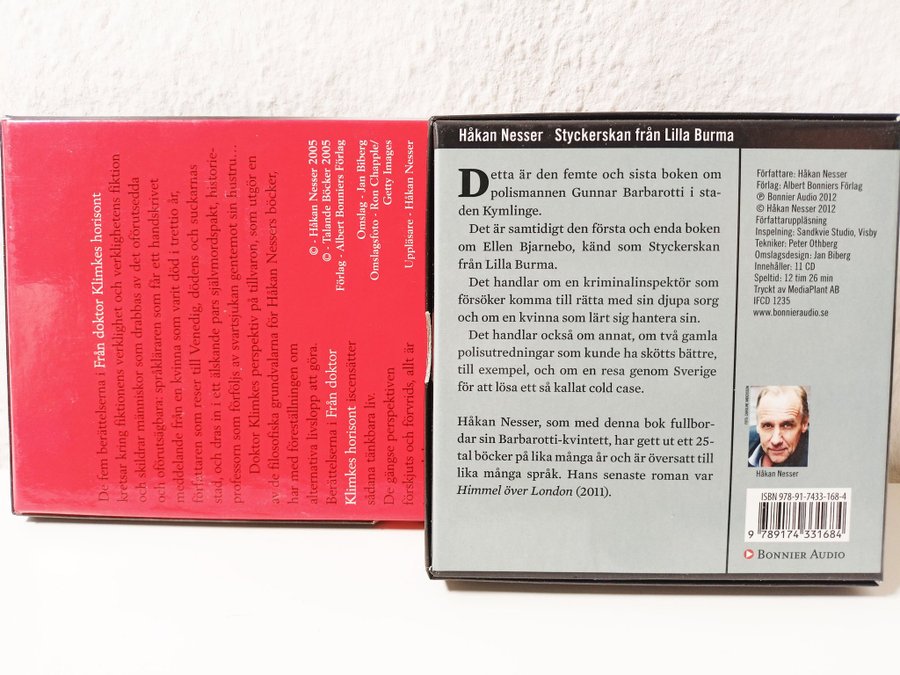 De fem berättelserna i Från doktor Klimkes horisont
kretsar kring fiktionens verklighet och verklighetens fiktion
och skildrar människor som drabbas av det oförutsedda
och oförutsägbara: språkläraren som får ett handskrivet
meddelande från en kvinna som varit död i trettio år,
författaren som reser till Venedig, dödens och suckarnas
stad, och dras in i ett älskande pars självmordspakt, historie-
professorn som förföljs av svartsjukan gentemot sin hustru...
Doktor Klimkes perspektiv på tillvaron, som utgör en
av de filosofiska grundvalarna för Håkan Nessers böcker,
har med föreställningen om
alternativa livslopp att göra.
Berättelserna i Från doktor
Klimkes horisont iscensätter
sådana tänkbara liv.
De gängse perspektiven
förskjuts och förvrids, allt är
© - Håkan Nesser 2005
℗ - Talande Böcker 2005
Förlag - Albert Bonniers Förlag
Omslag - Jan Biberg
Omslagsfoto - Ron Chapple/
Getty Images
Uppläsare - Håkan Nesser
Håkan Nesser Styckerskan från Lilla Burma
Detta är den femte och sista boken om
polismannen Gunnar Barbarotti i sta-
den Kymlinge.
Det är samtidigt den första och enda boken
om Ellen Bjarnebo, känd som Styckerskan
från Lilla Burma.
Det handlar om en kriminalinspektör som
försöker komma till rätta med sin djupa sorg
och om en kvinna som lärt sig hantera sin.
Det handlar också om annat, om två gamla
polisutredningar som kunde ha skötts bättre,
till exempel, och om en resa genom Sverige
för att lösa ett så kallat cold case.
Håkan Nesser, som med denna bok fullbor-
dar sin Barbarotti-kvintett, har gett ut ett 25-
tal böcker på lika många år och är översatt till
lika många språk. Hans senaste roman var
Himmel över London (2011).
Författare: Håkan Nesser
Förlag: Albert Bonniers Förlag
℗ Bonnier Audio 2012
© Håkan Nesser 2012
Författaruppläsning
Inspelning: Sandkvie Studio, Visby
Tekniker: Peter Othberg
Omslagsdesign: Jan Biberg
Innehåller: 11 CD
Speltid: 12 tim 26 min
Tryckt av MediaPlant AB
IFCD 1235
www.bonnieraudio.se
Håkan Nesser
ISBN 978-91-7433-168-4
9 789174 331684
BONNIER AUDIO